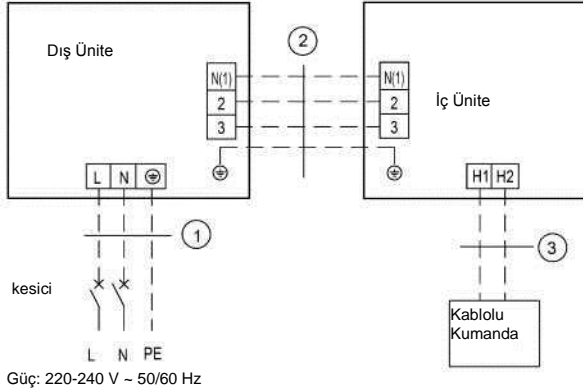 Dış Ünite
N(1)
2
3
L N
1
kesici
L N PE
Güç: 220-240 V ~ 50/60 Hz
2
İç Ünite
N(1)
2
3
H1 H2
3
Kablolu
Kumanda